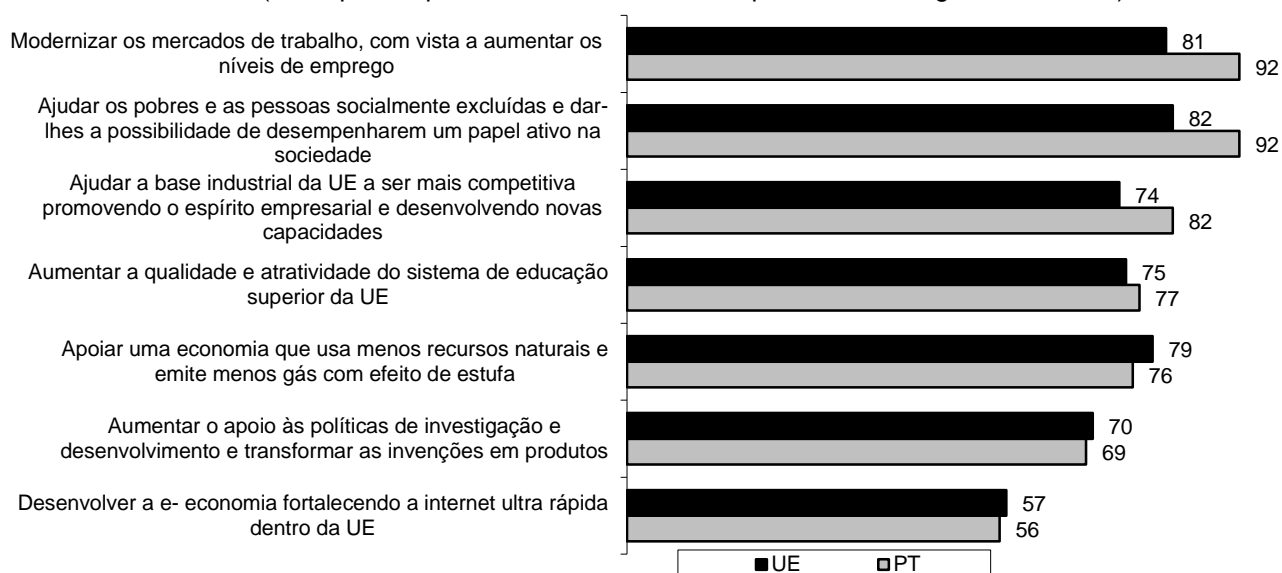 Modernizar os mercados de trabalho, com vista a aumentar os
níveis de emprego
81
92
Ajudar os pobres e as pessoas socialmente excluídas e dar-
lhes a possibilidade de desempenharem um papel ativo na
sociedade
82
92
Ajudar a base industrial da UE a ser mais competitiva
promovendo o espírito empresarial e desenvolvendo novas
capacidades
74
82
Aumentar a qualidade e atratividade do sistema de educação
superior da UE
75
77
Apoiar uma economia que usa menos recursos naturais e
emite menos gás com efeito de estufa
79
76
Aumentar o apoio às políticas de investigação e
desenvolvimento e transformar as invenções em produtos
70
69
Desenvolver a e- economia fortalecendo a internet ultra rápida
dentro da UE
57
56
UE PT